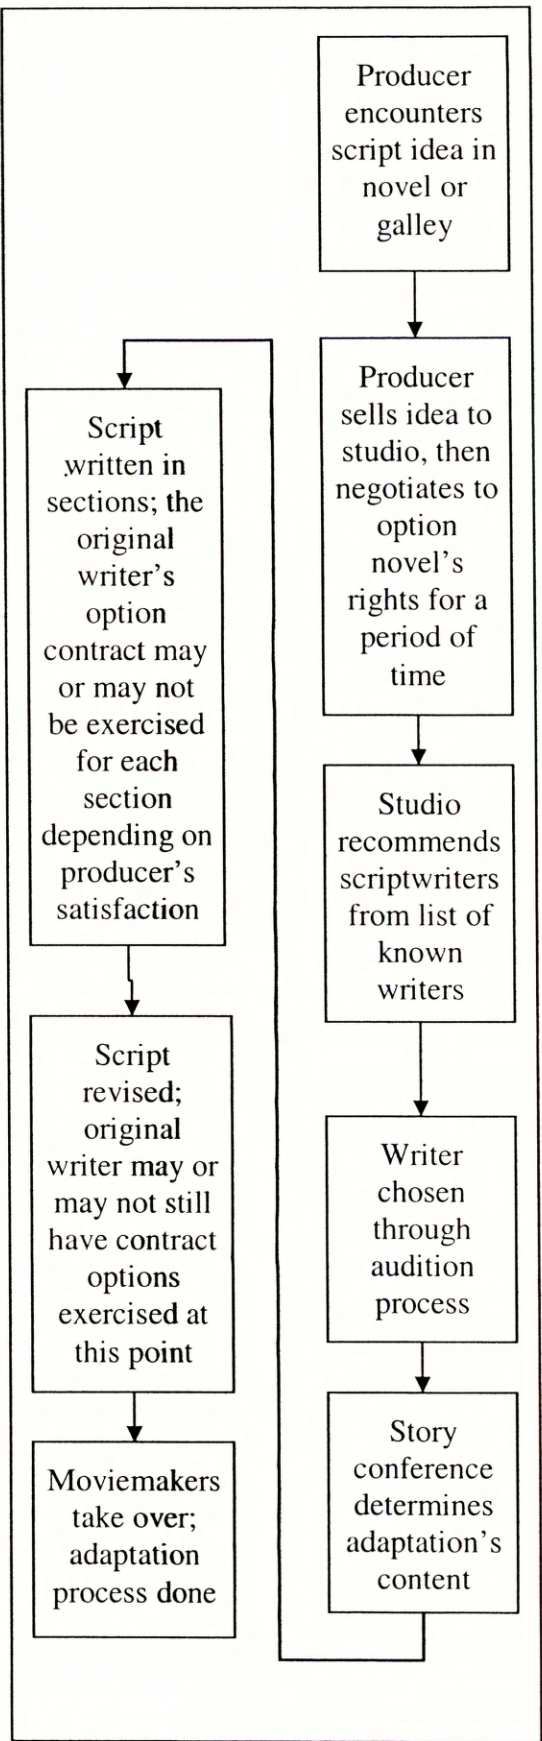 Producer
encounters
script idea in
novel or
galley
Producer
sells idea to
studio, then
negotiates to
option
novel's
rights for a
period of
time
Studio
recommends
scriptwriters
from list of
known
writers
Writer
chosen
through
audition
process
Story
conference
determines
adaptation's
content
Script
written in
sections; the
original
writer's
option
contract may
or may not
be exercised
for each
section
depending on
producer's
satisfaction
Script
revised;
original
writer may or
may not still
have contract
options
exercised at
this point
Moviemakers
take over;
adaptation
process done